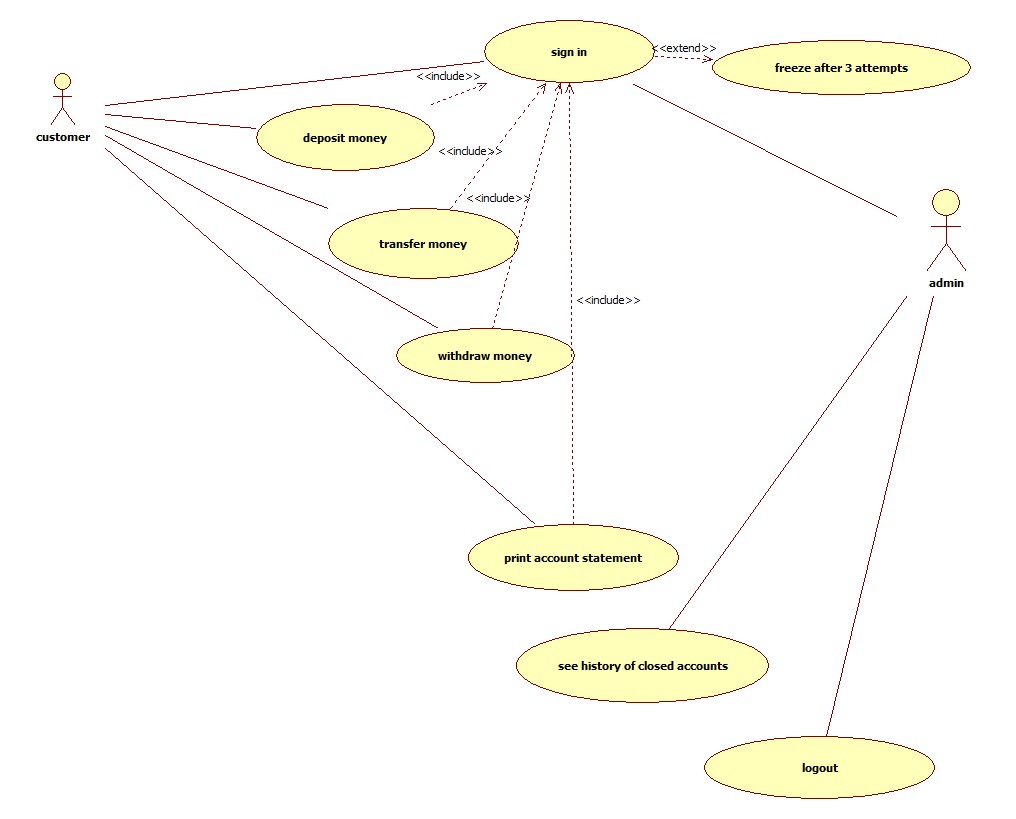 sign in
<<extend>>
freeze after 3 attempts
<<include>>
customer
deposit money
<<include>>
<<include>>
transfer money
admin
<<include>>
withdraw money
print account statement
see history of closed accounts
logout